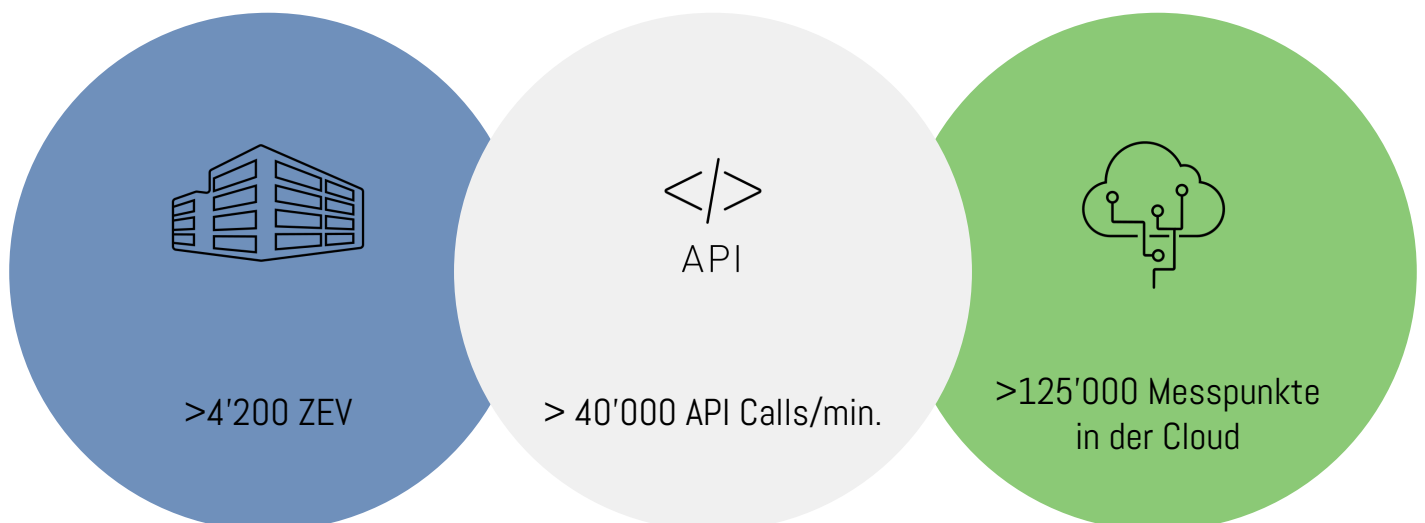 >4'200 ZEV
</>
API
> 40'000 API Calls/min.
>125'000 Messpunkte
in der Cloud